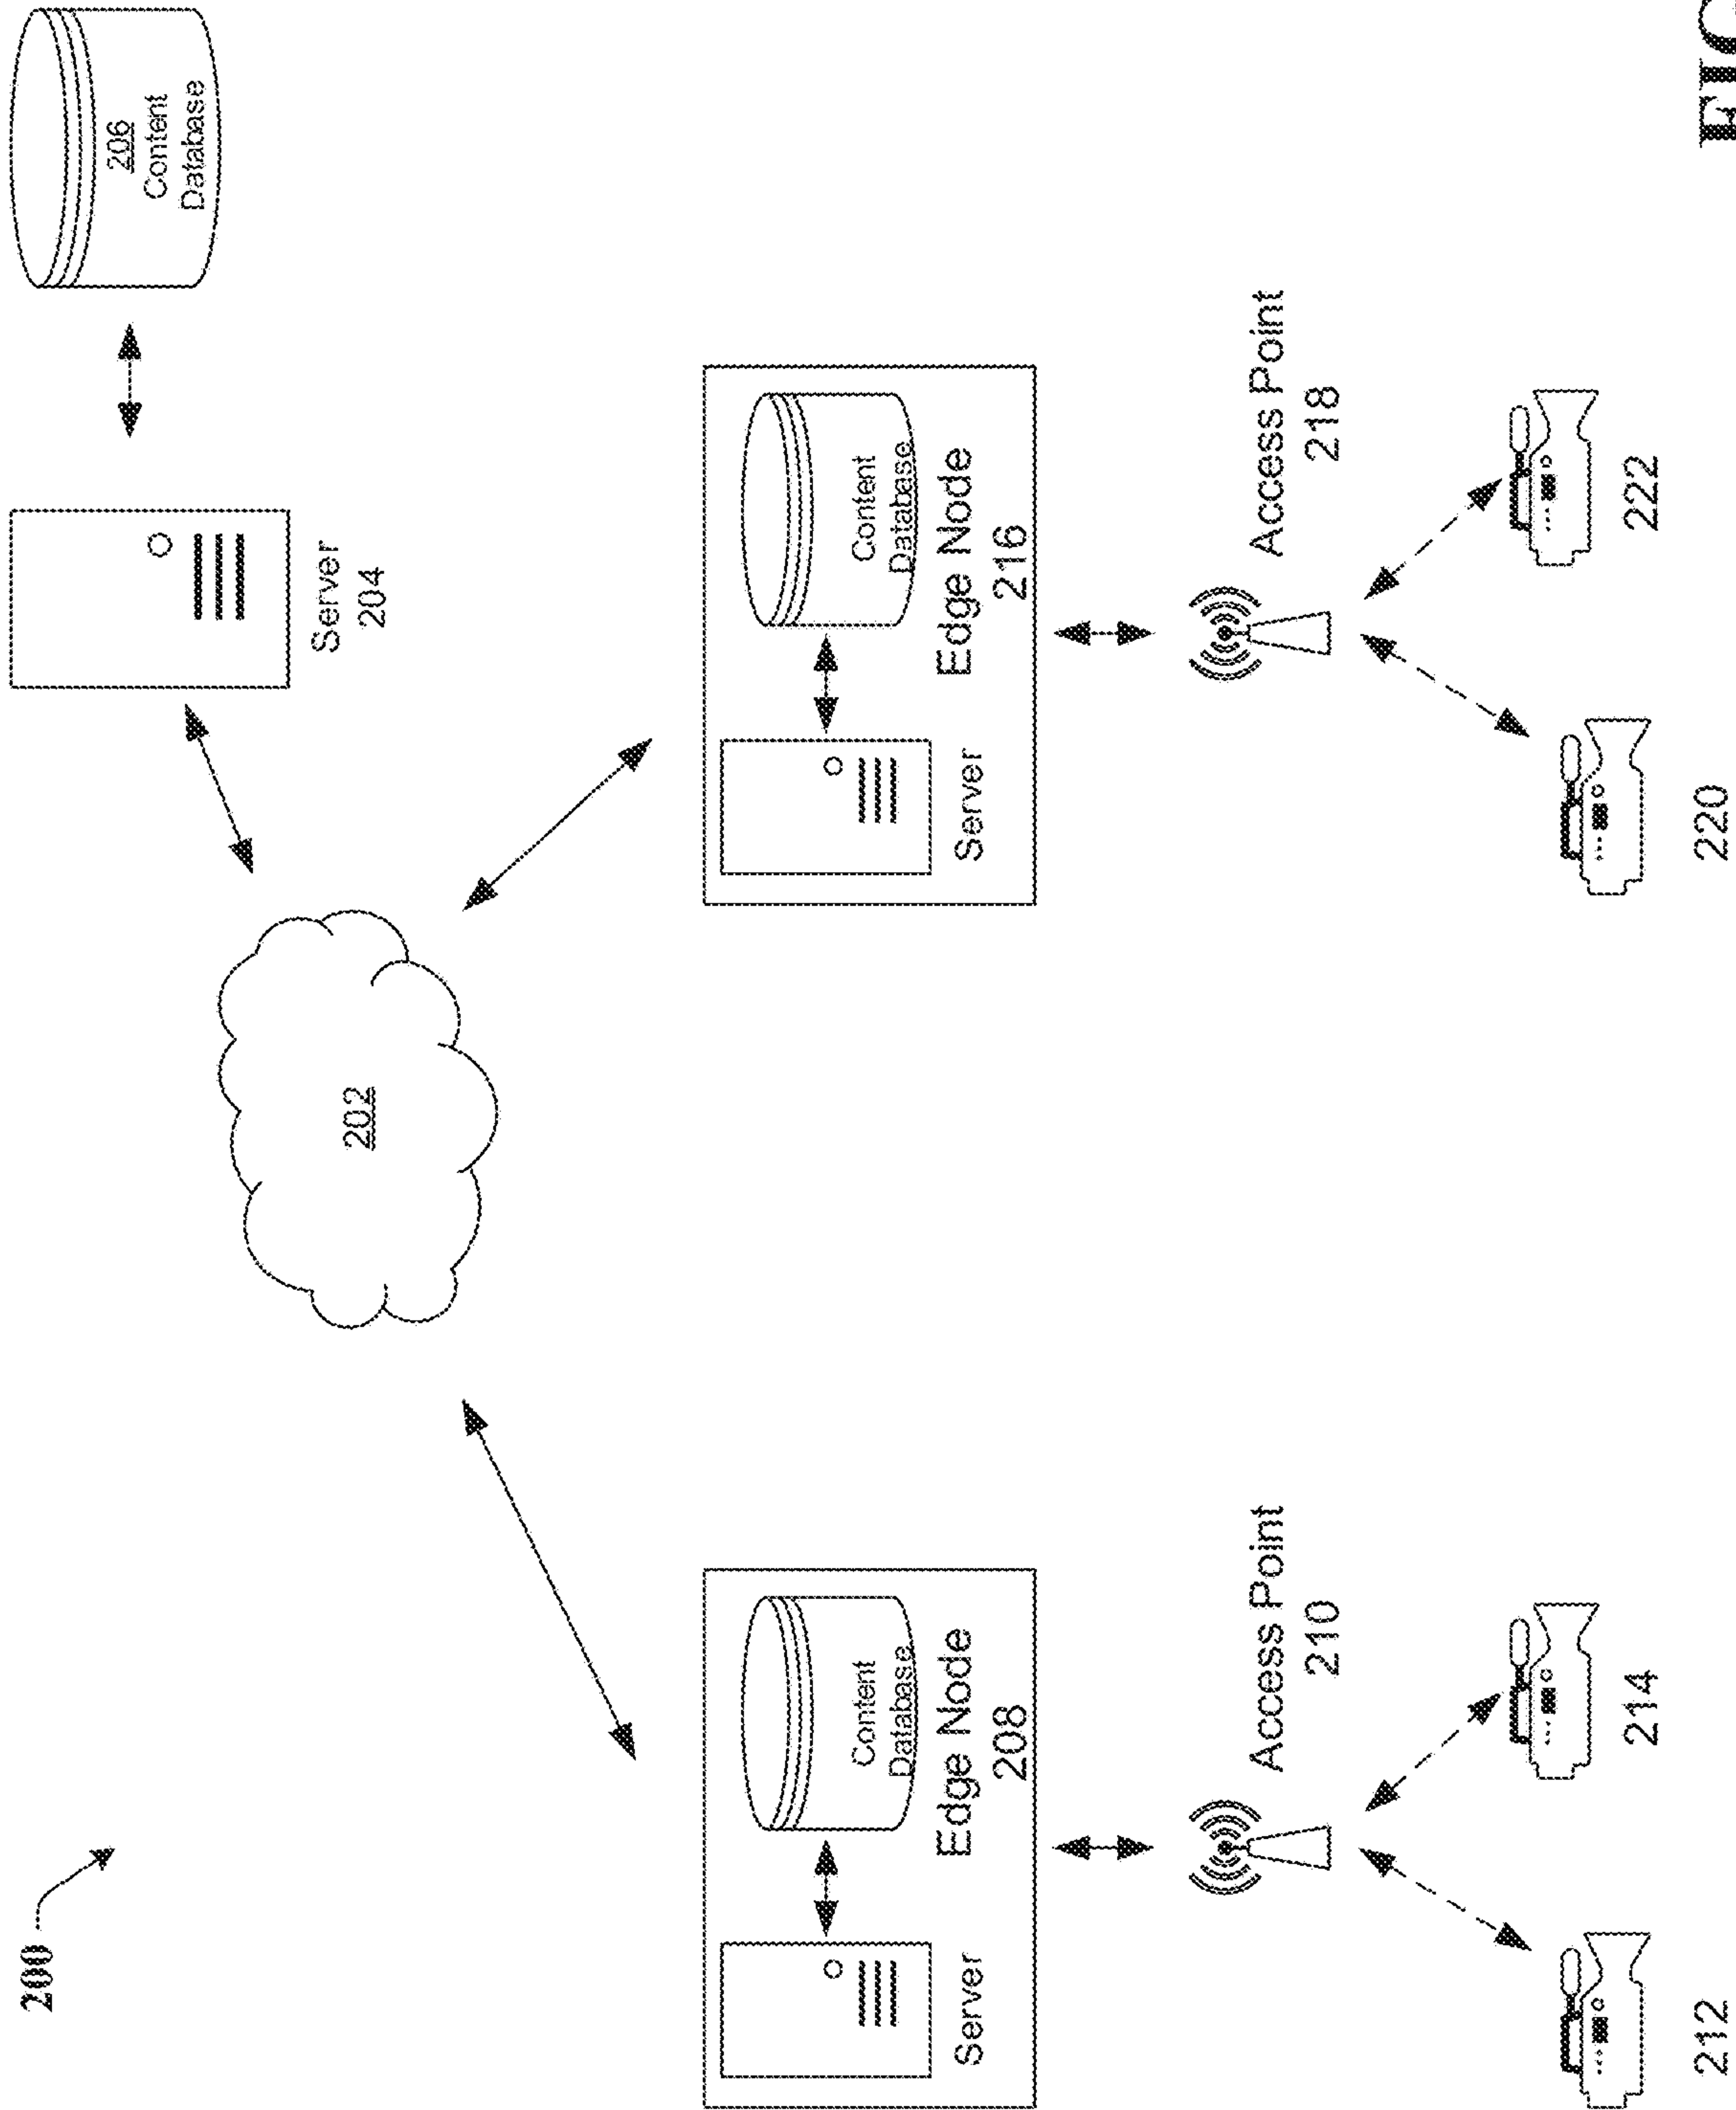 200
206
Content
Database
Server
204
202
Server
Content
Database
Edge Node
208
Server
Content
Database
Edge Node
216
Access Point
210
Access Point
218
212
214
220
222
FIG